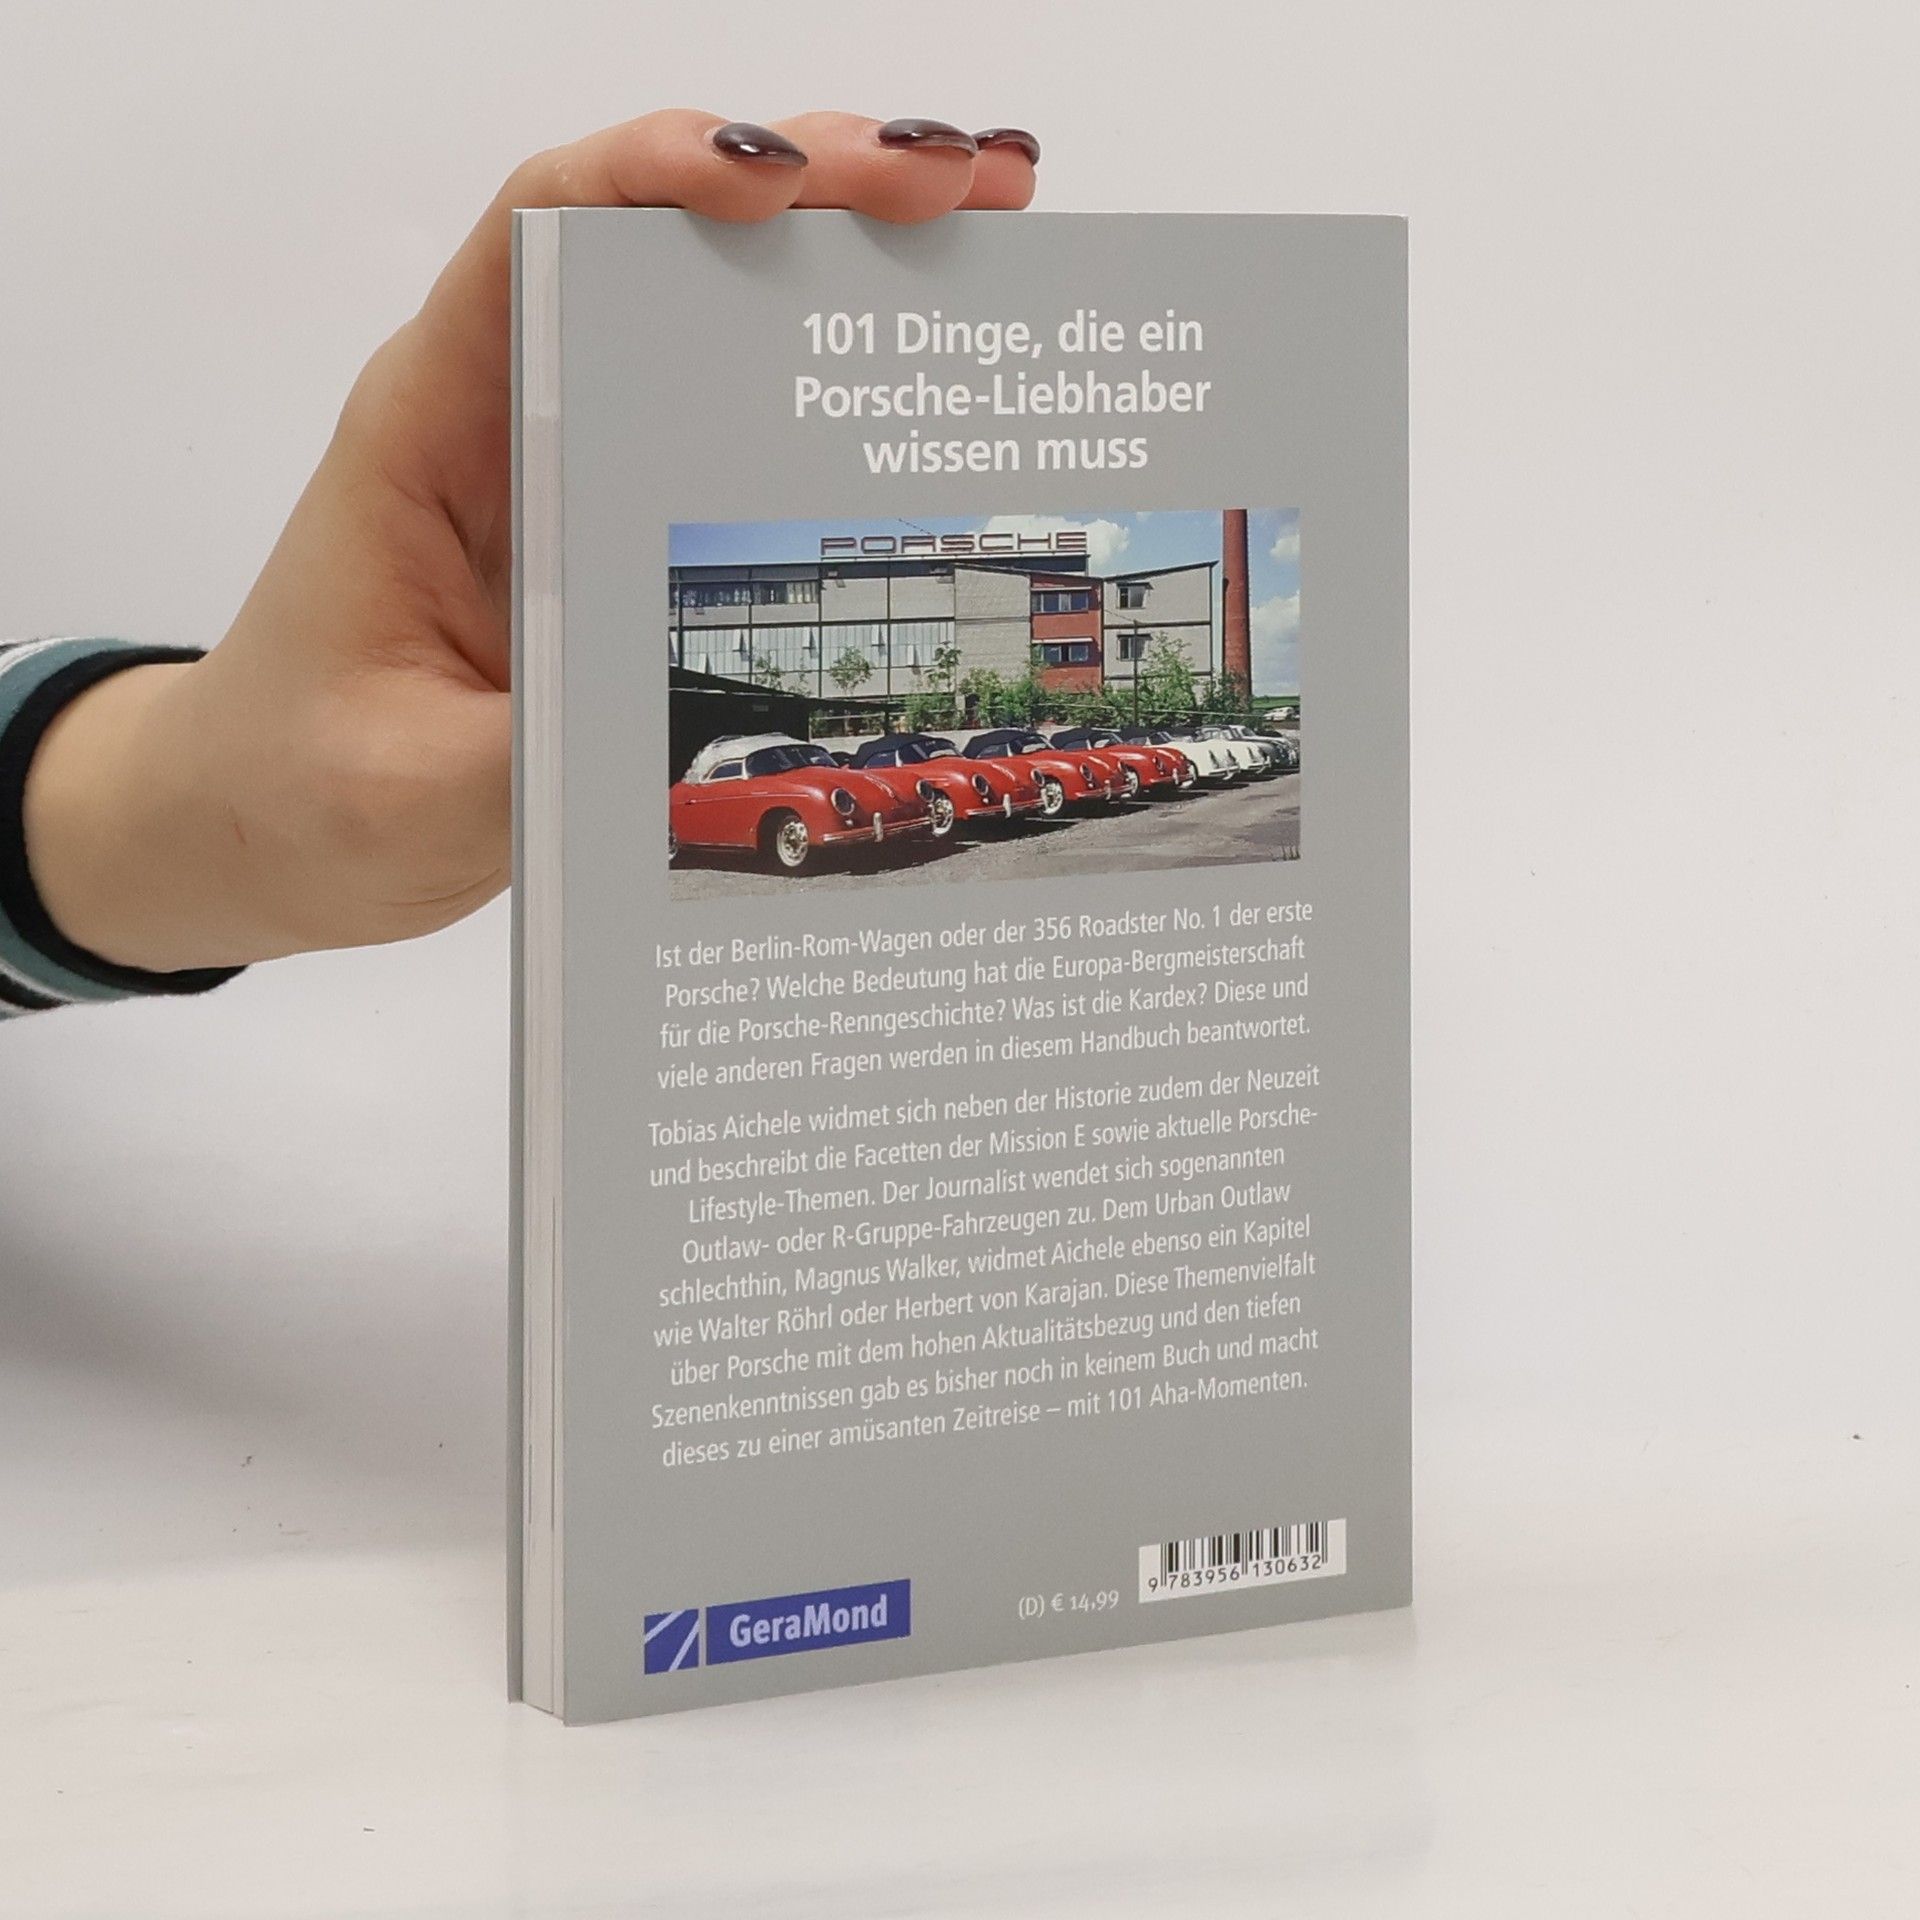 101 Dinge, die ein
Porsche-Liebhaber
wissen muss
PORSCHE
Ist der Berlin-Rom-Wagen oder der 356 Roadster No. 1 der erste
Porsche? Welche Bedeutung hat die Europa-Bergmeisterschaft
für die Porsche-Renngeschichte? Was ist die Kardex? Diese und
viele anderen Fragen werden in diesem Handbuch beantwortet.
Tobias Aichele widmet sich neben der Historie zudem der Neuzeit
und beschreibt die Facetten der Mission E sowie aktuelle Porsche-
Lifestyle-Themen. Der Journalist wendet sich sogenannten
Outlaw- oder R-Gruppe-Fahrzeugen zu. Dem Urban Outlaw
schlechthin, Magnus Walker, widmet Aichele ebenso ein Kapitel
wie Walter Röhrl oder Herbert von Karajan. Diese Themenvielfalt
über Porsche mit dem hohen Aktualitätsbezug und den tiefen
Szenenkenntnissen gab es bisher noch in keinem Buch und macht
dieses zu einer amüsanten Zeitreise – mit 101 Aha-Momenten.
GeraMond
(D) € 14,99
9 783956 130632